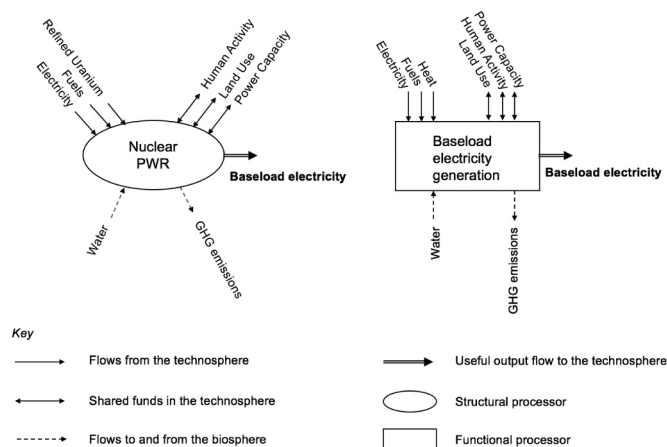 Refined Uranium
Fuels
Electricity
Human Activity
Land Use
Power Capacity
Nuclear
PWR
Baseload electricity
Water
GHG emissions
Electricity
Fuels
Heat
Land Use
Human Activity
Power Capacity
Baseload
electricity
generation
Baseload electricity
Water
GHG emissions
Key
Flows from the technosphere
Useful output flow to the technosphere
Shared funds in the technosphere
Structural processor
Flows to and from the biosphere
Functional processor